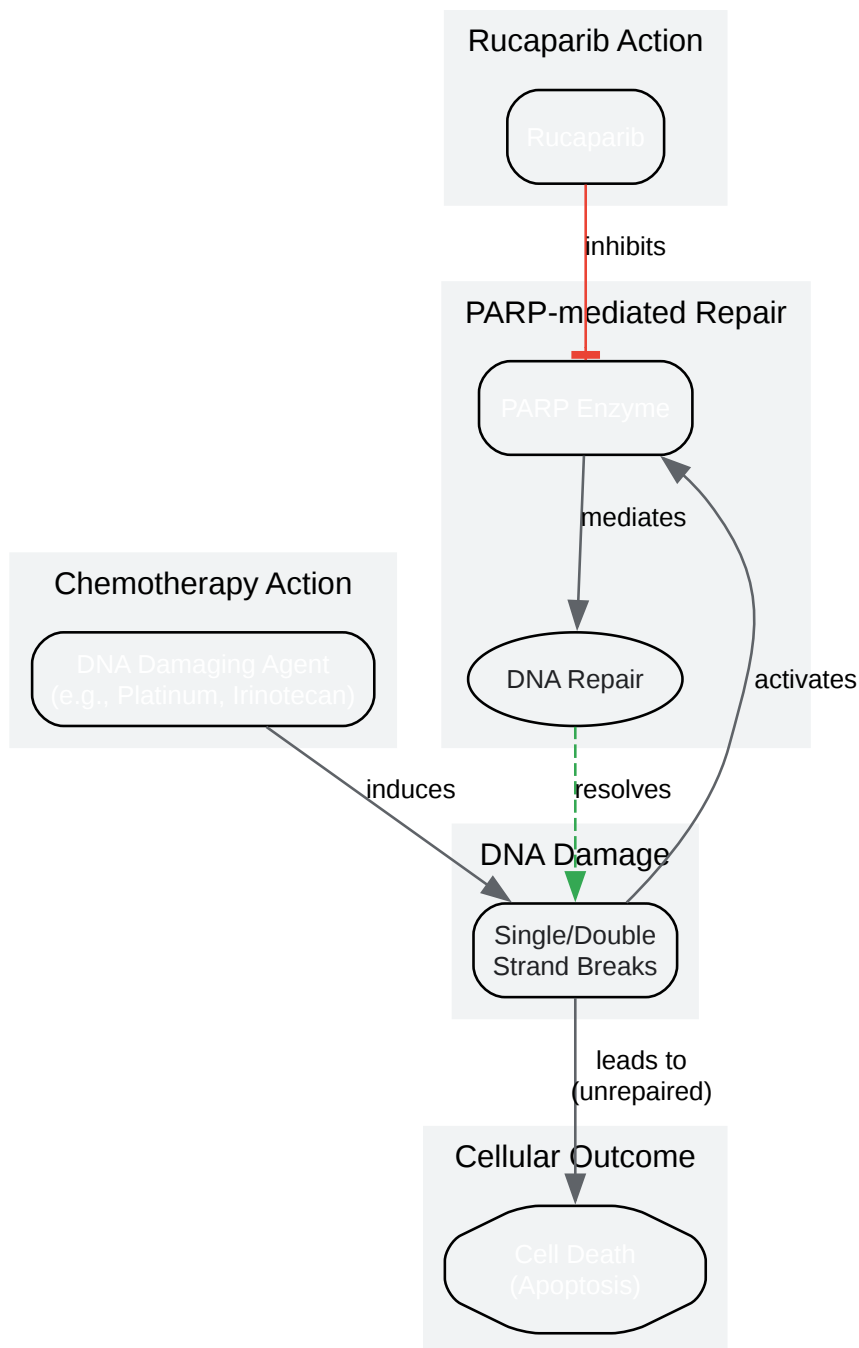 Rucaparib Action
Rucaparib
inhibits
PARP-mediated Repair
PARP Enzyme
mediates
Chemotherapy Action
DNA Damaging Agent
(e.g., Platinum, Irinotecan)
DNA Repair
activates
induces
resolves
DNA Damage
Single/Double
Strand Breaks
leads to
(unrepaired)
Cellular Outcome
Cell Death
(Apoptosis)